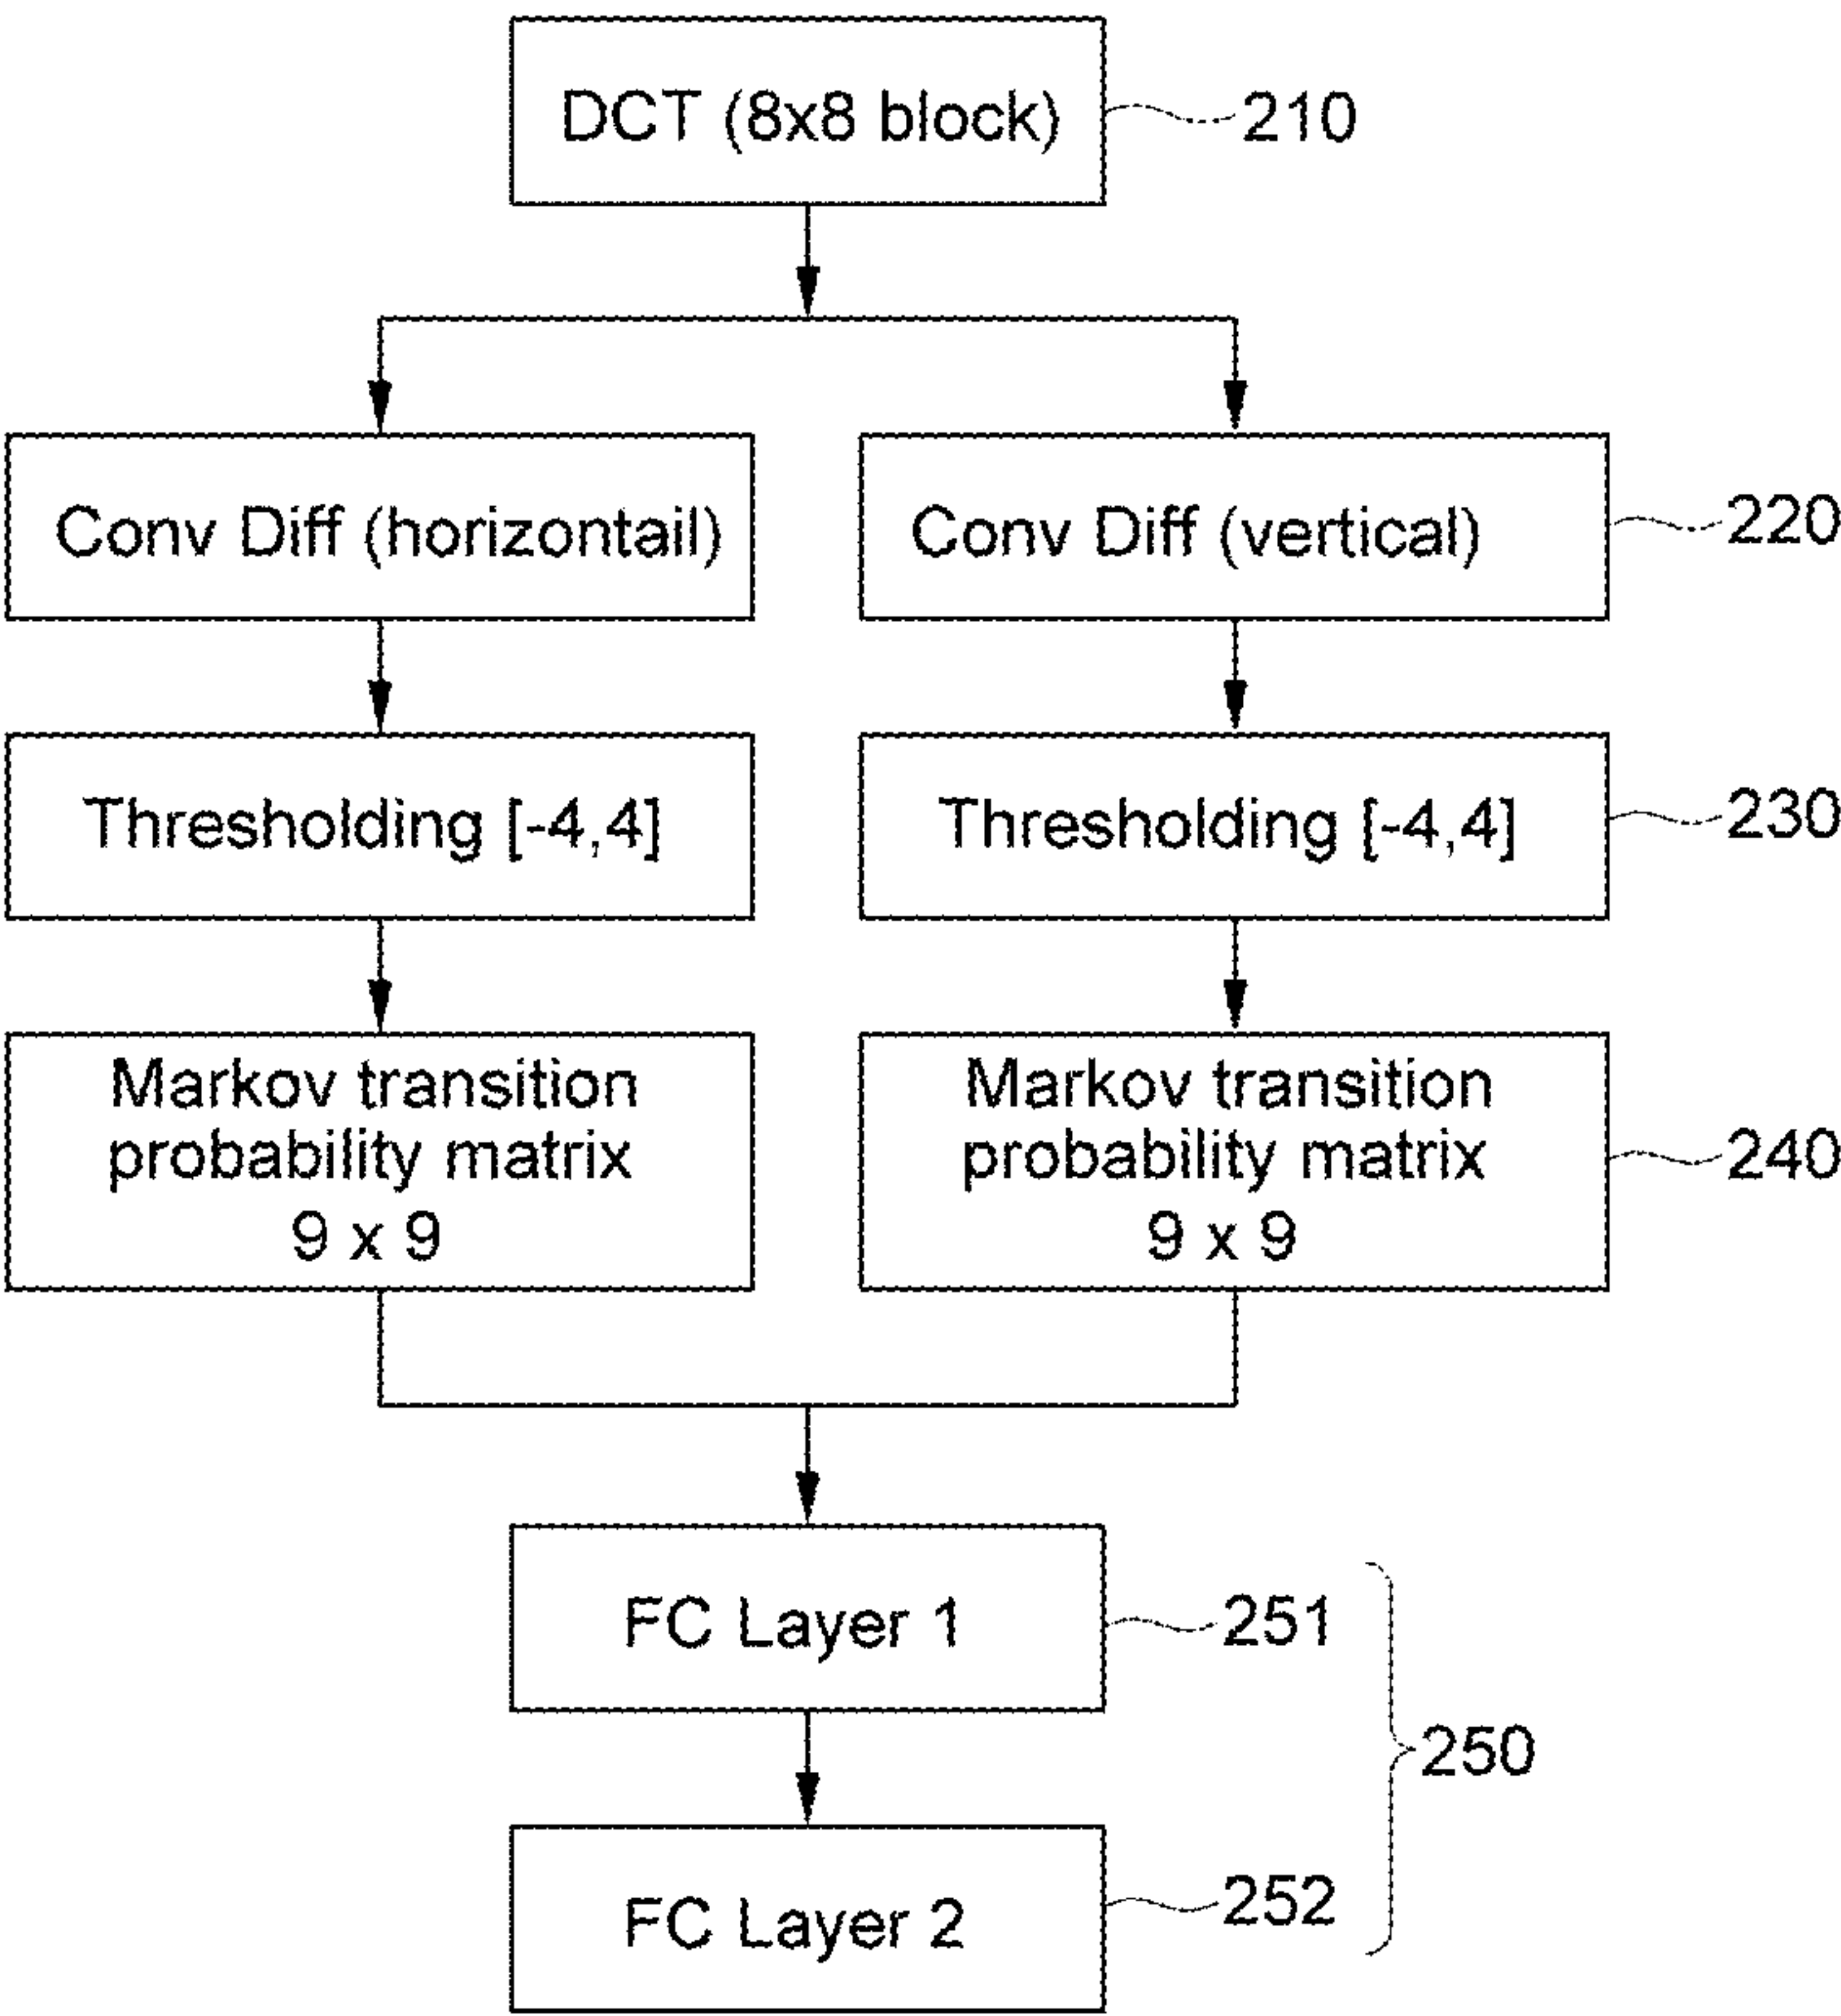 DCT (8x8 block)
210
Conv Diff (horizontail)
Conv Diff (vertical)
220
Thresholding [-4,4]
Thresholding [-4,4]
230
Markov transition
probability matrix
9 x 9
Markov transition
probability matrix
9 x 9
240
FC Layer 1
251
250
FC Layer 2
252